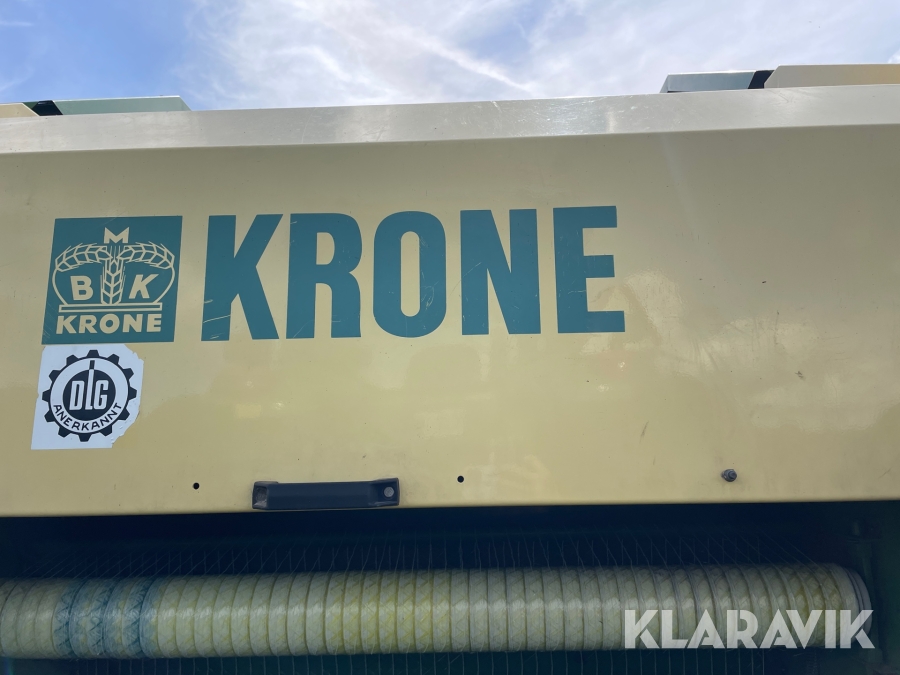 M
B K
KRONE
KRONE
DLG
ANERKANNT
KLARAVIK